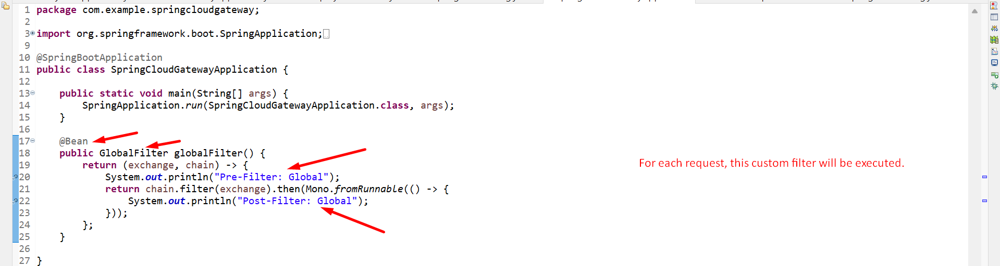 1 package com.example.springcloudgateway;
2
3 import org.springframework.boot.SpringApplication;
9
10 @SpringBootApplication
11 public class SpringCloudGatewayApplication {
12
13 public static void main(String[] args) {
14 SpringApplication.run(SpringCloudGatewayApplication.class, args);
15 }
16
17 @Bean
18 public GlobalFilter globalFilter() {
19 return (exchange, chain) -> {
For each request, this custom filter will be executed.
20 System.out.println("Pre-Filter: Global");
21 return chain.filter(exchange).then(Mono.fromRunnable(() -> {
22 System.out.println("Post-Filter: Global");
23 }));
24 };
25 }
26
27 }